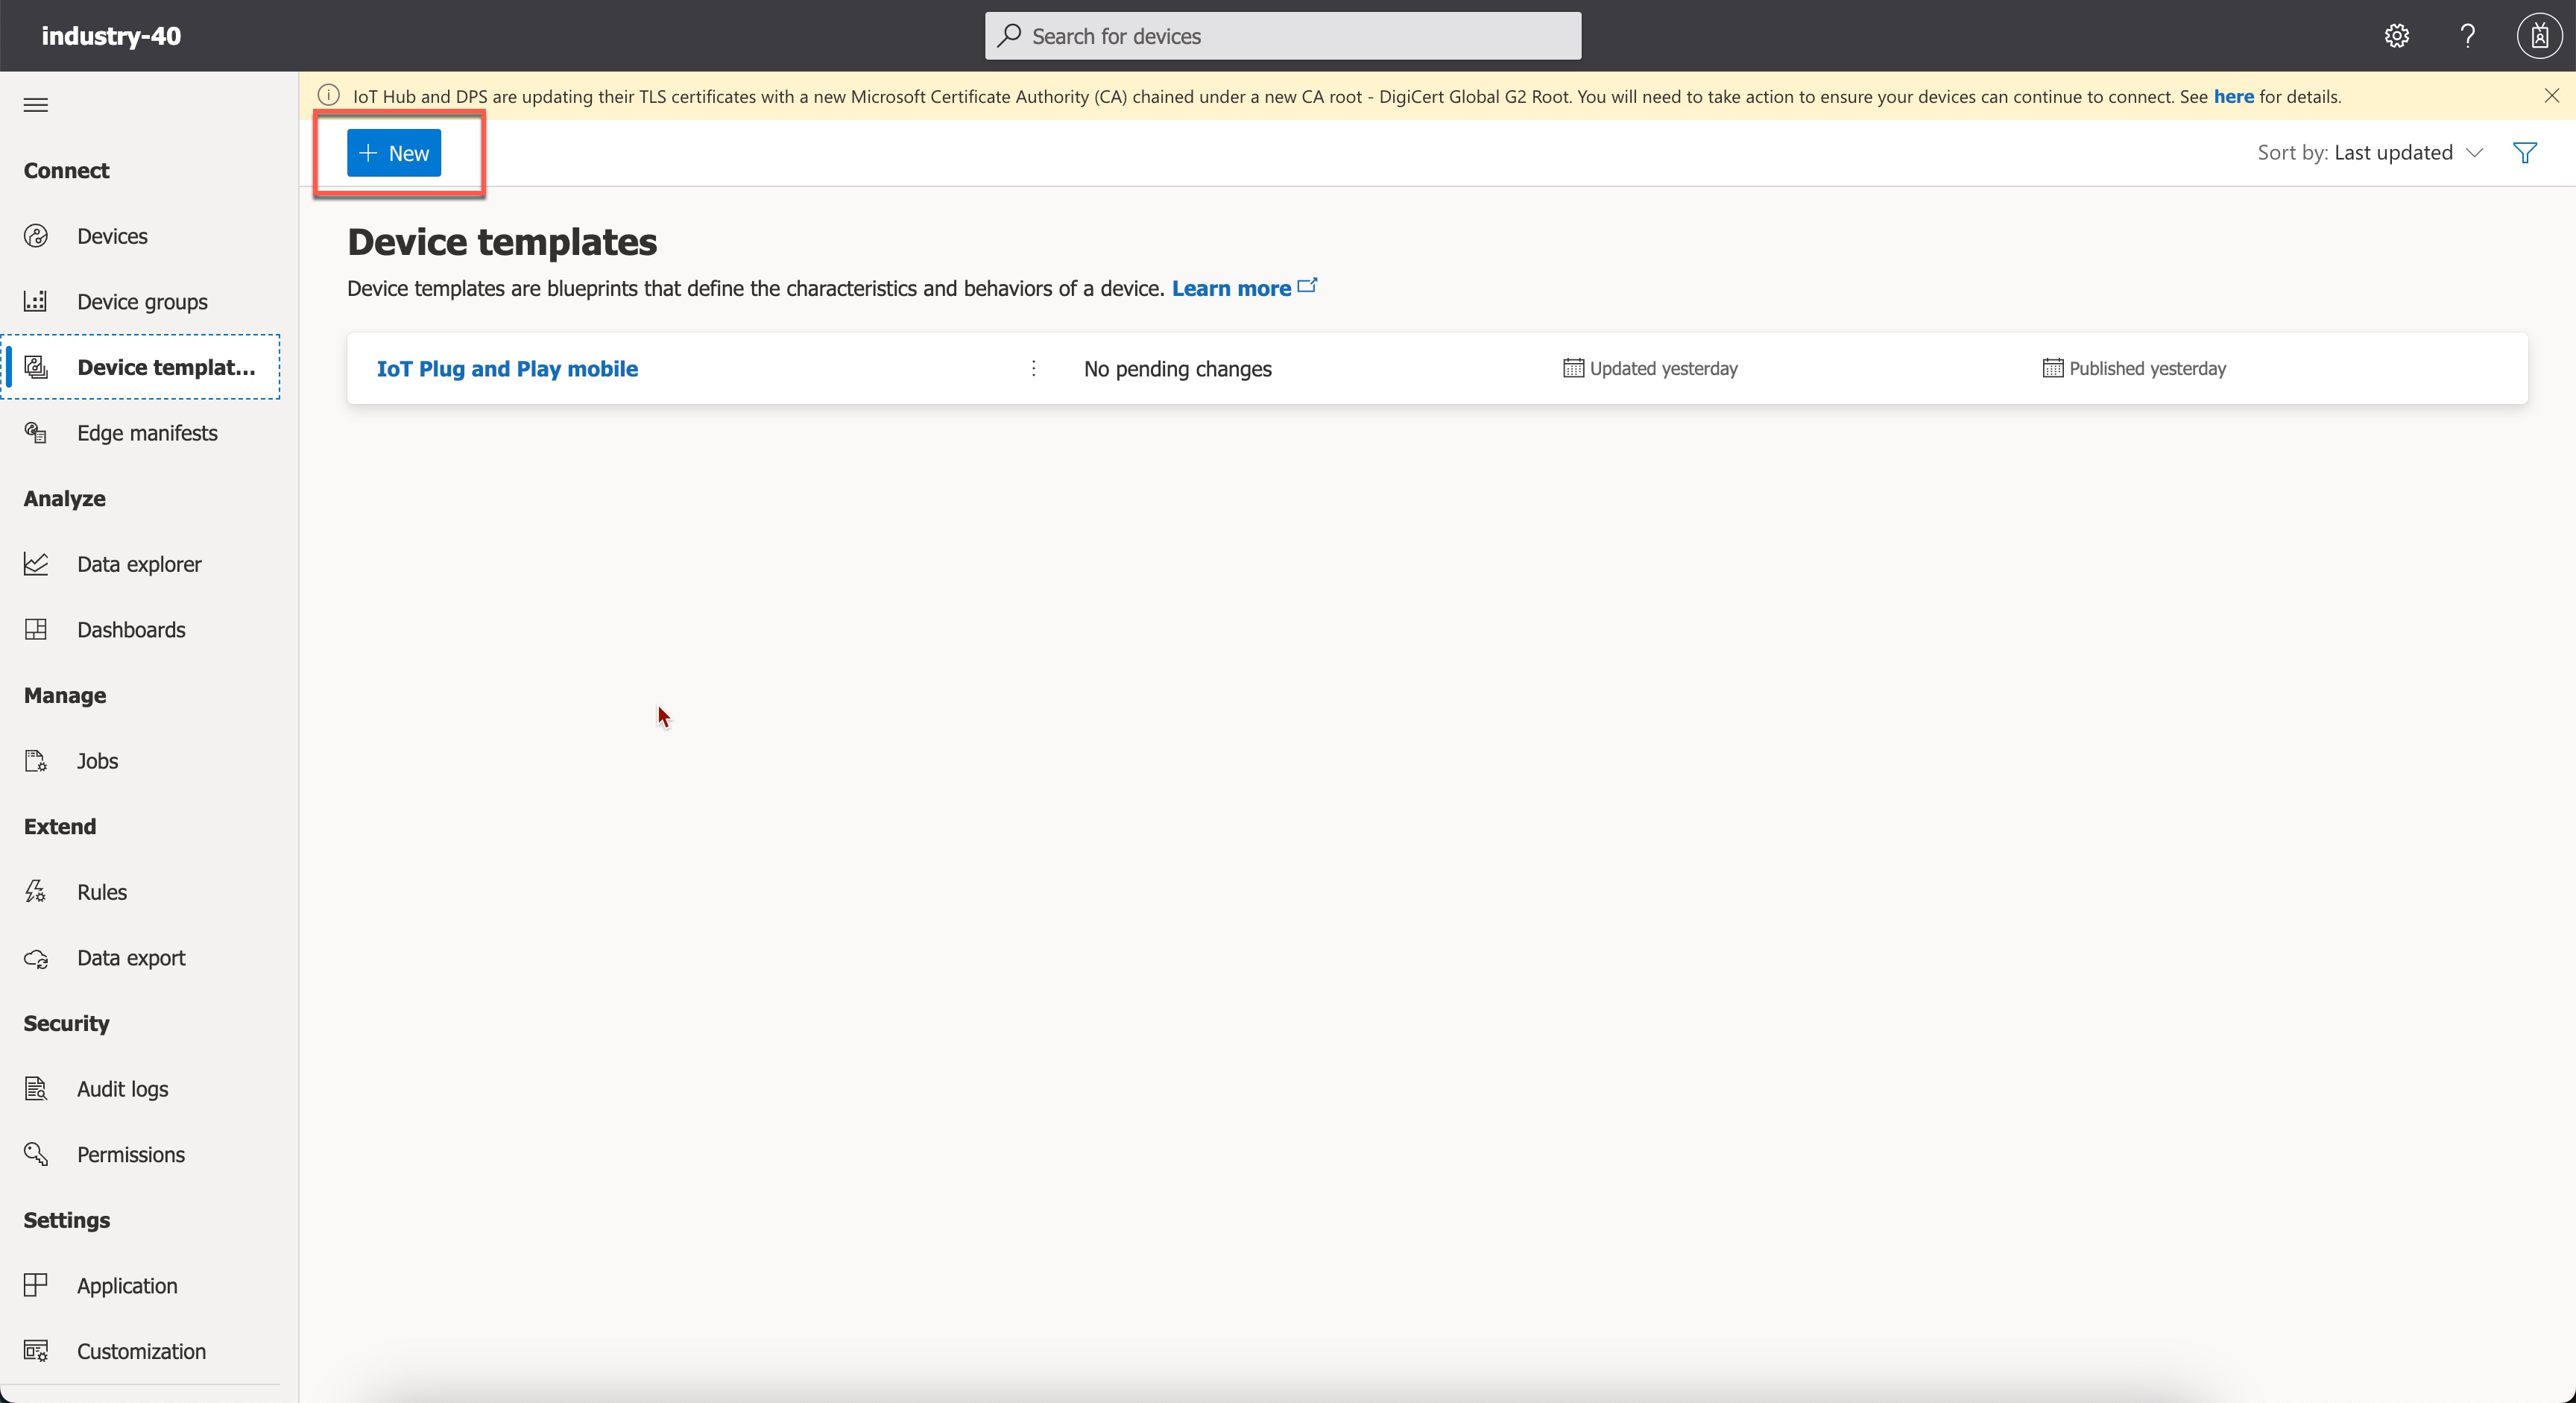 industry-40
Search for devices
IoT Hub and DPS are updating their TLS certificates with a new Microsoft Certificate Authority (CA) chained under a new CA root - DigiCert Global G2 Root. You will need to take action to ensure your devices can continue to connect. See here for details.
+ New
Sort by: Last updated
Connect
Devices
Device groups
Device templat...
Edge manifests
Analyze
Data explorer
Dashboards
Manage
Jobs
Extend
Rules
Data export
Security
Audit logs
Permissions
Settings
Application
Customization
Device templates
Device templates are blueprints that define the characteristics and behaviors of a device. Learn more
IoT Plug and Play mobile No pending changes Updated yesterday Published yesterday